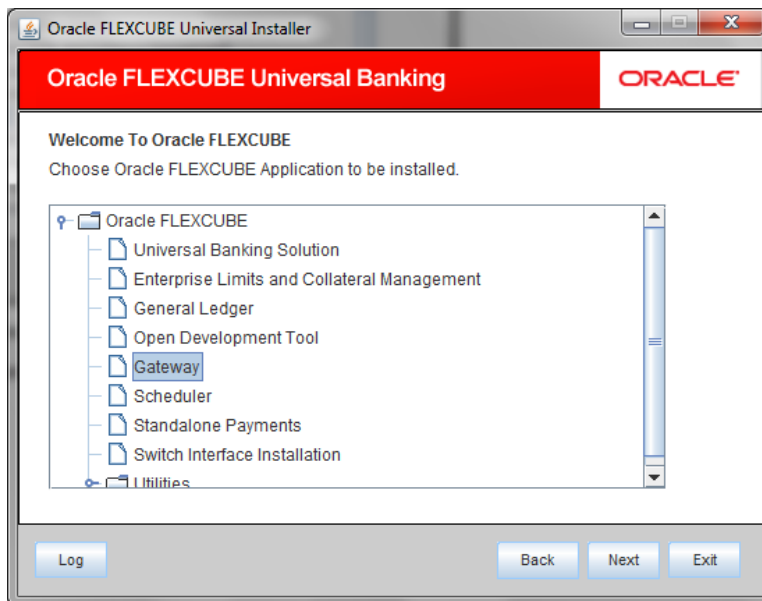 Oracle FLEXCUBE Universal Installer
Oracle FLEXCUBE Universal Banking
ORACLE
Welcome To Oracle FLEXCUBE
Choose Oracle FLEXCUBE Application to be installed.
Oracle FLEXCUBE
Universal Banking Solution
Enterprise Limits and Collateral Management
General Ledger
Open Development Tool
Gateway
Scheduler
Standalone Payments
Switch Interface Installation
Utilities
Log Back Next Exit